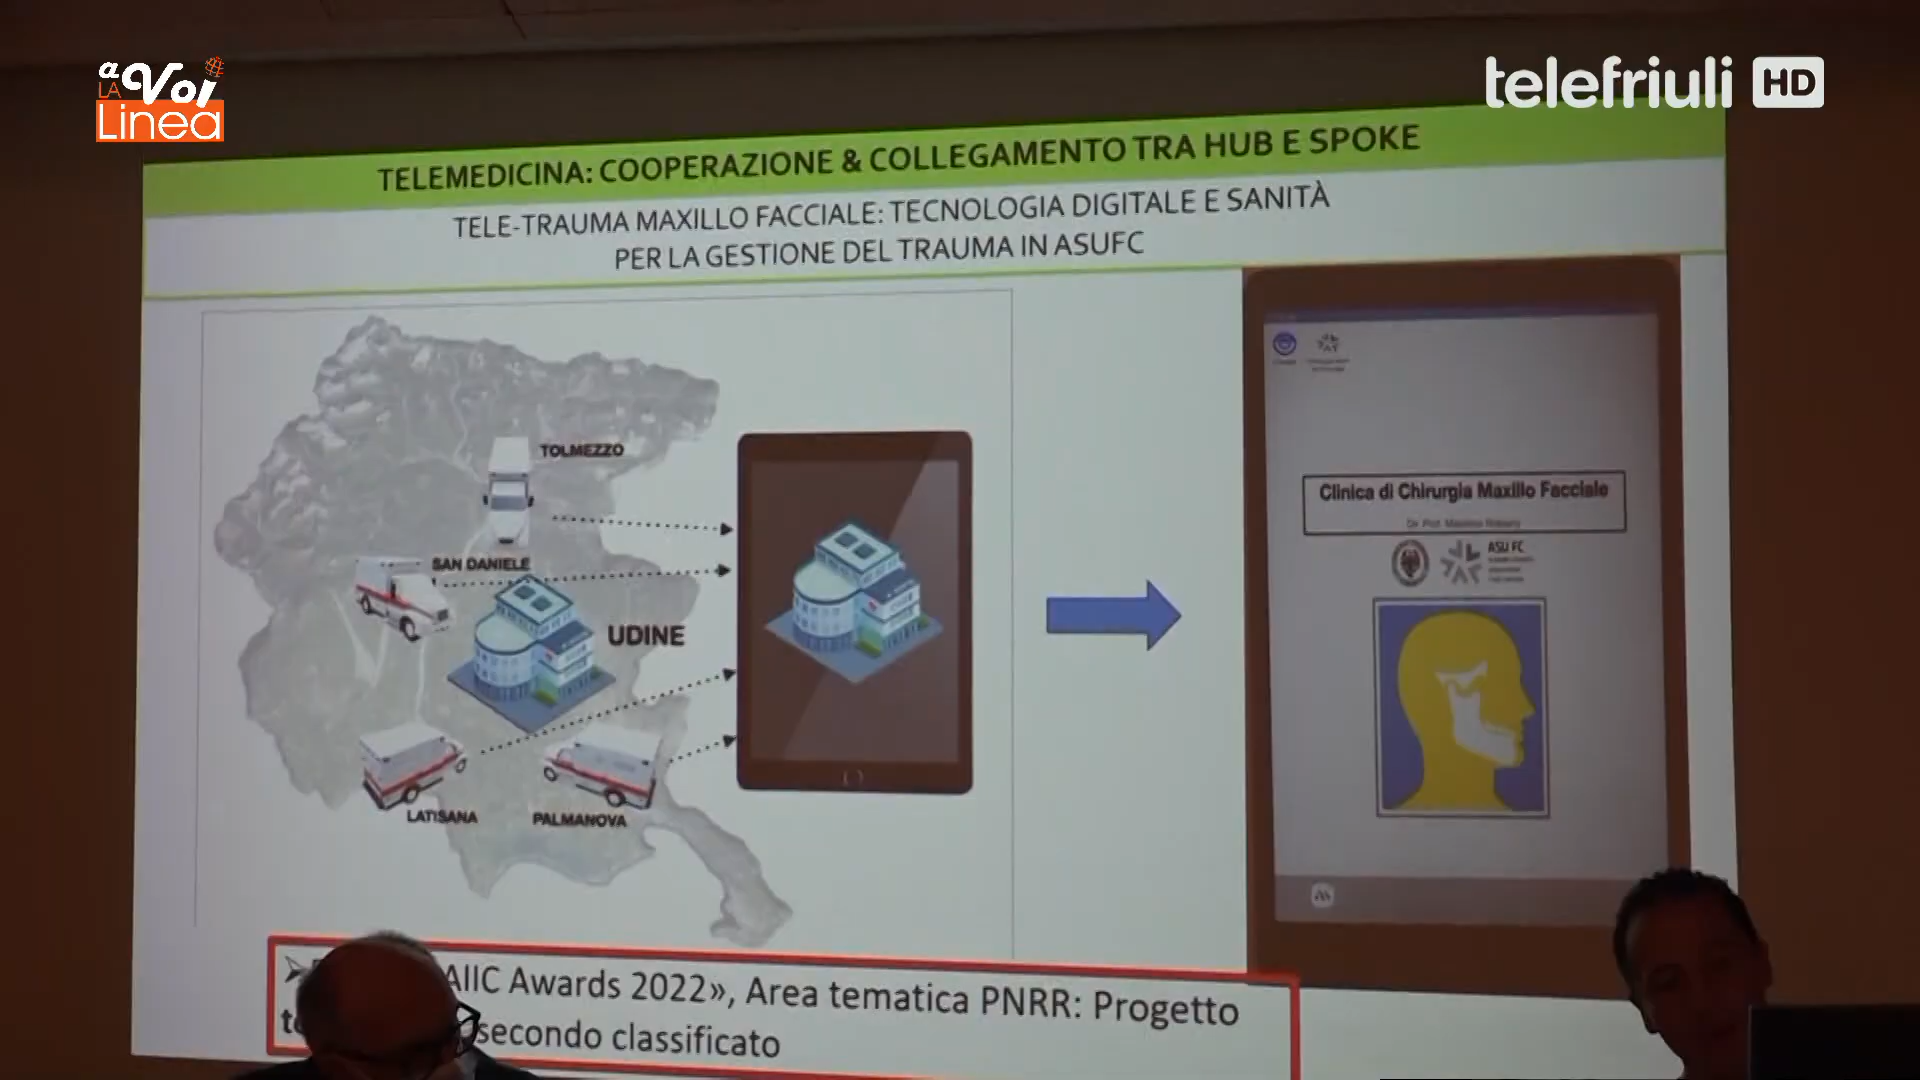 a Voi
LA
Linea
telefriuli HD
TELEMEDICINA: COOPERAZIONE & COLLEGAMENTO TRA HUB E SPOKE
TELE-TRAUMA MAXILLO FACCIALE: TECNOLOGIA DIGITALE E SANITÀ
PER LA GESTIONE DEL TRAUMA IN ASUFC
TOLMEZZO
SAN DANIELE
UDINE
LATISANA
PALMANOVA
Clinica di Chirurgia Maxillo Facciale
ASU FC
AIIC Awards 2022», Area tematica PNRR: Progetto
secondo classificato